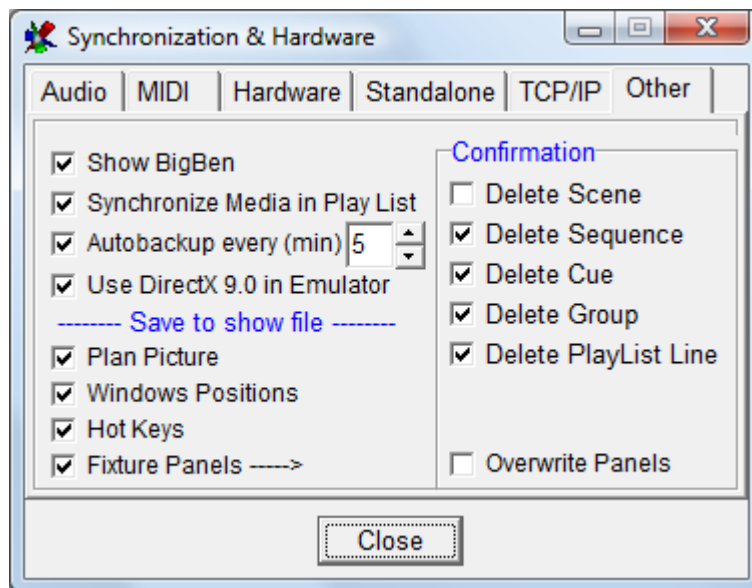 Synchronization & Hardware
Audio MIDI Hardware Standalone TCP/IP Other
Show BigBen
Synchronize Media in Play List
Autobackup every (min) 5
Use DirectX 9.0 in Emulator
-------- Save to show file --------
Plan Picture
Windows Positions
Hot Keys
Fixture Panels ----->
Confirmation
Delete Scene
Delete Sequence
Delete Cue
Delete Group
Delete PlayList Line
Overwrite Panels
Close